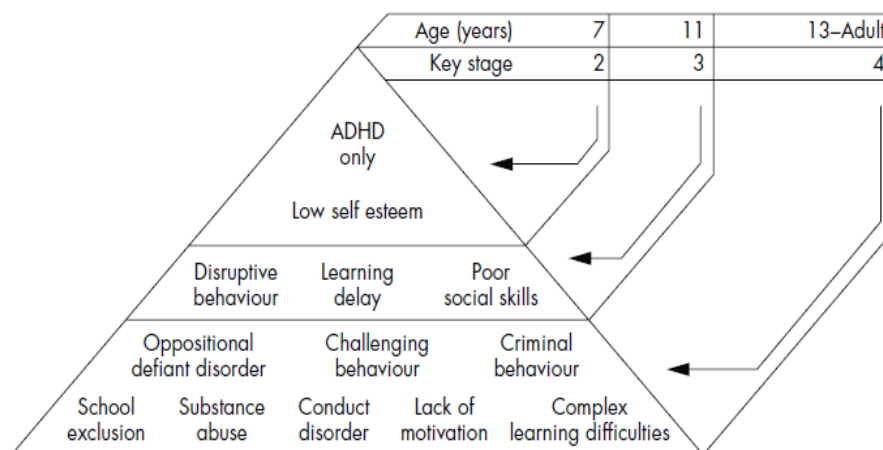 Age (years) 7 11 13–Adult
Key stage 2 3 4
ADHD
only
Low self esteem
Disruptive
behaviour
Learning
delay
Poor
social skills
Oppositional
defiant disorder
Challenging
behaviour
Criminal
behaviour
School
exclusion
Substance
abuse
Conduct
disorder
Lack of
motivation
Complex
learning difficulties